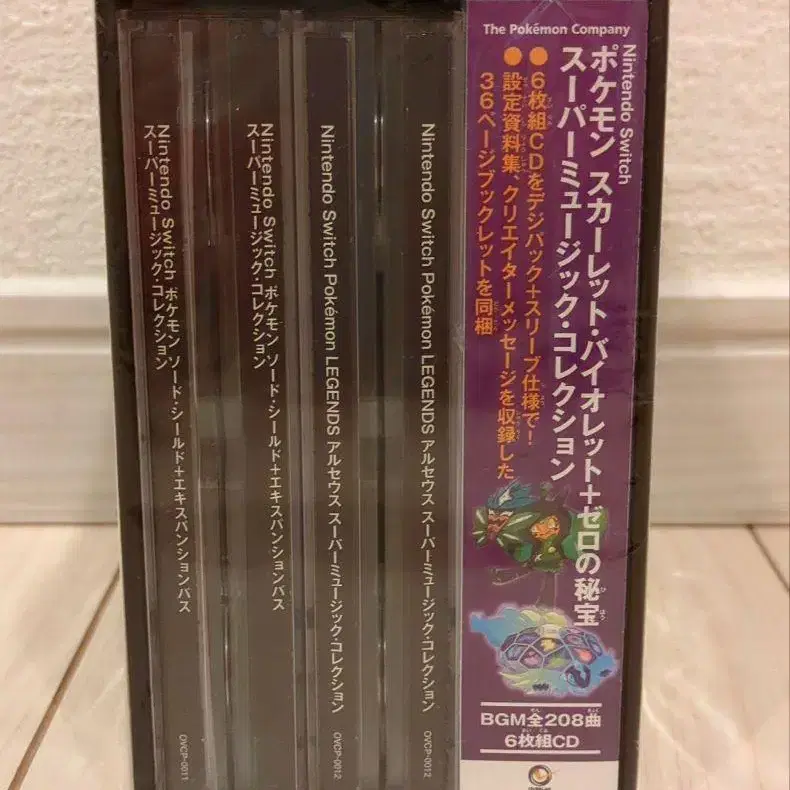 The Pokémon Company
Nintendo Switch
ポケモン スカーレット・バイオレット+ゼロの秘宝
スーパーミュージック・コレクション
●6枚組CDをデジパック+スリーブ仕様で!
●設定資料集、クリエイターメッセージを収録した
36ページブックレットを同梱
BGM全208曲
6枚組CD
Nintendo Switch Pokémon LEGENDS アルセウス スーパーミュージック・コレクション
OVCP-0012
Nintendo Switch Pokémon LEGENDS アルセウス スーパーミュージック・コレクション
OVCP-0012
Nintendo Switch ポケモン ソード・シールド+エキスパンションパス
スーパーミュージック・コレクション
Nintendo Switch ポケモン ソード・シールド+エキスパンションパス
スーパーミュージック・コレクション
OVCP-0011